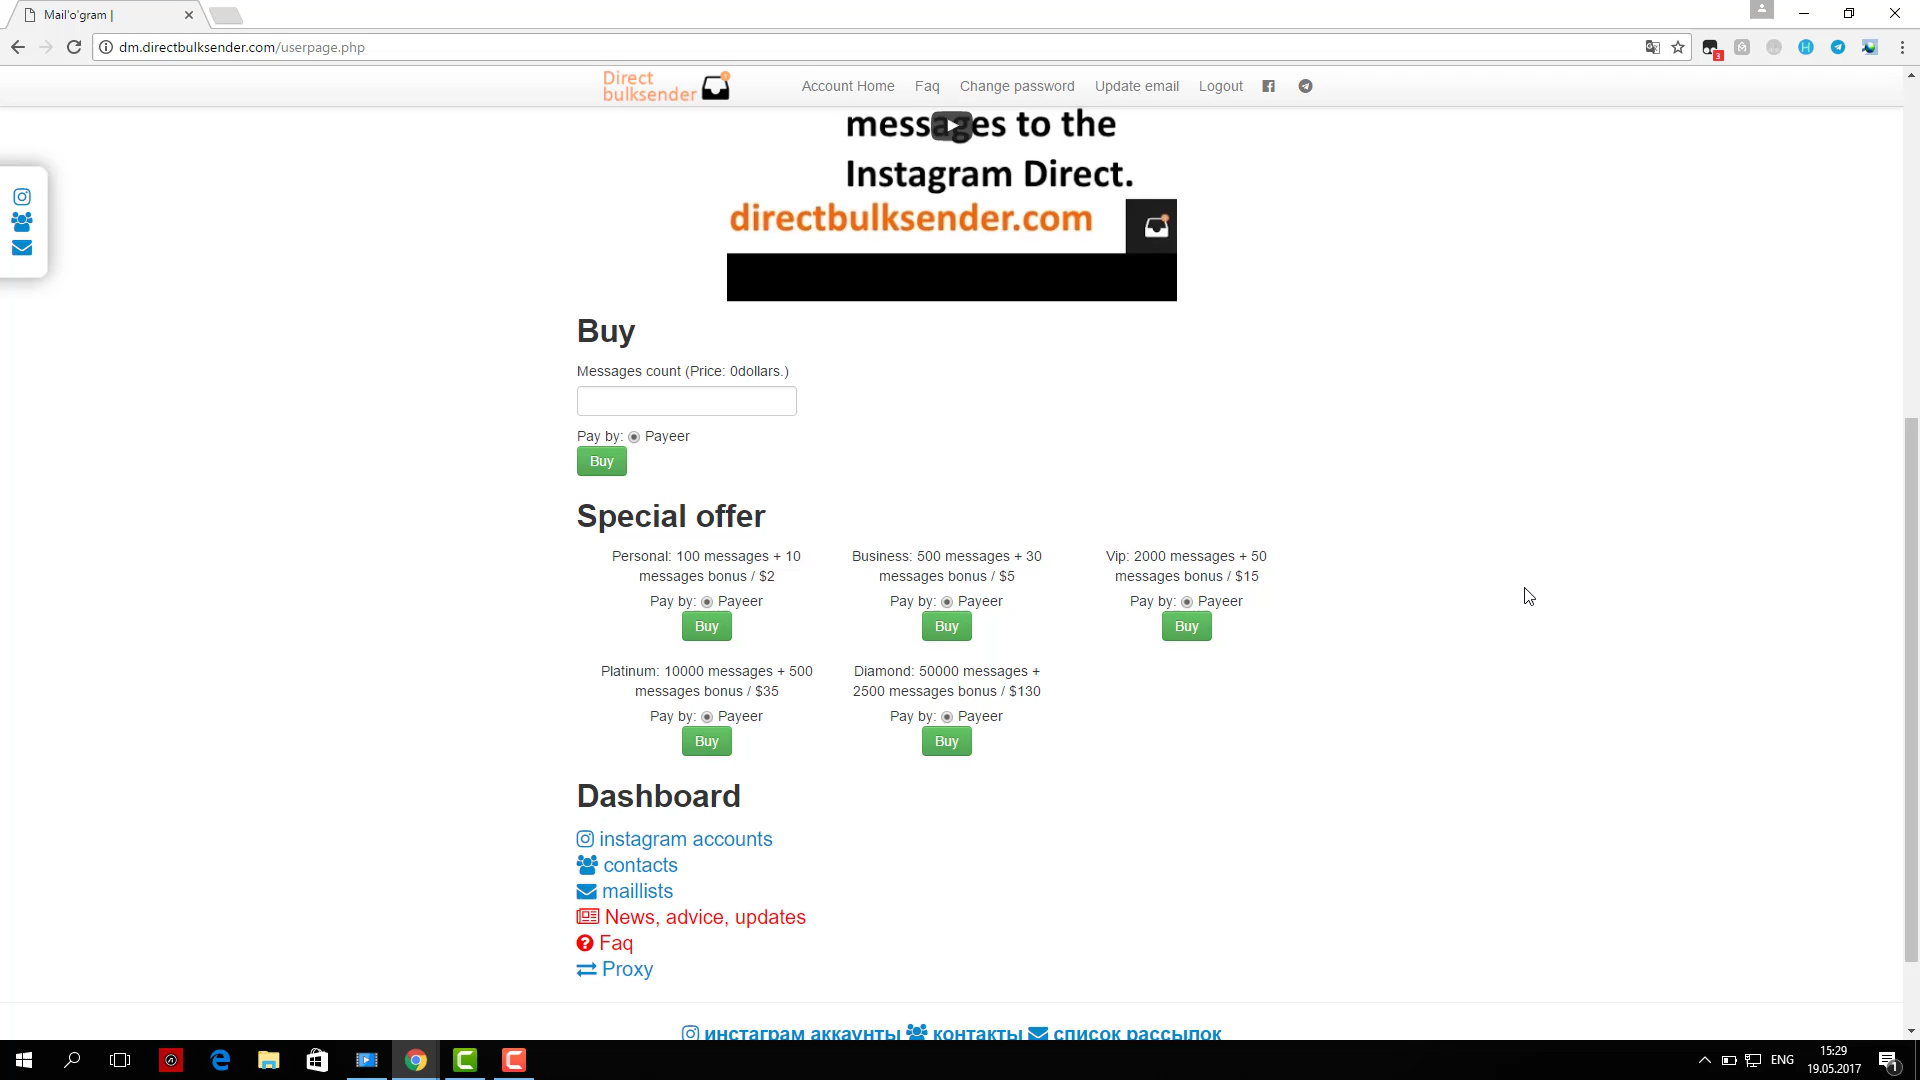 Mail'o'gram |
dm.directbulksender.com/userpage.php
3
Direct
bulksender
Account Home
Faq
Change password
Update email
Logout
messages to the
Instagram Direct.
directbulksender.com
Buy
Messages count (Price: 0dollars.)
Pay by: Payeer
Buy
Special offer
Personal: 100 messages + 10
messages bonus / $2
Pay by: Payeer
Buy
Business: 500 messages + 30
messages bonus / $5
Pay by: Payeer
Buy
Vip: 2000 messages + 50
messages bonus / $15
Pay by: Payeer
Buy
Platinum: 10000 messages + 500
messages bonus / $35
Pay by: Payeer
Buy
Diamond: 50000 messages +
2500 messages bonus / $130
Pay by: Payeer
Buy
Dashboard
instagram accounts
contacts
maillists
News, advice, updates
Faq
Proxy
инстаграм аккаунты контакты список рассылок
ENG
15:29
19.05.2017
1